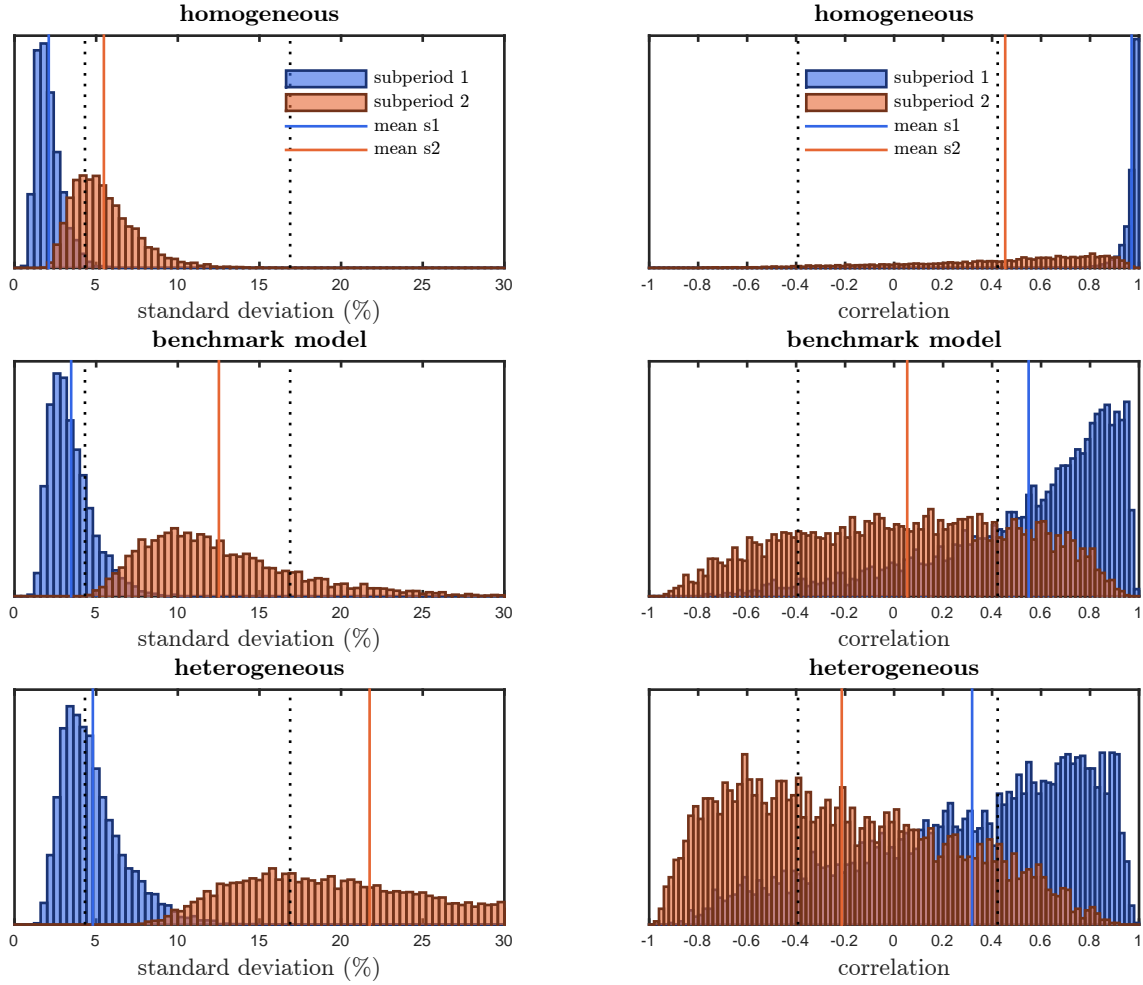 homogeneous
subperiod 1
subperiod 2
mean s1
mean s2
0 5 10 15 20 25 30
standard deviation (%)
homogeneous
subperiod 1
subperiod 2
mean s1
mean s2
-1 -0.8 -0.6 -0.4 -0.2 0 0.2 0.4 0.6 0.8 1
correlation
benchmark model
0 5 10 15 20 25 30
standard deviation (%)
benchmark model
-1 -0.8 -0.6 -0.4 -0.2 0 0.2 0.4 0.6 0.8 1
correlation
heterogeneous
0 5 10 15 20 25 30
standard deviation (%)
heterogeneous
-1 -0.8 -0.6 -0.4 -0.2 0 0.2 0.4 0.6 0.8 1
correlation